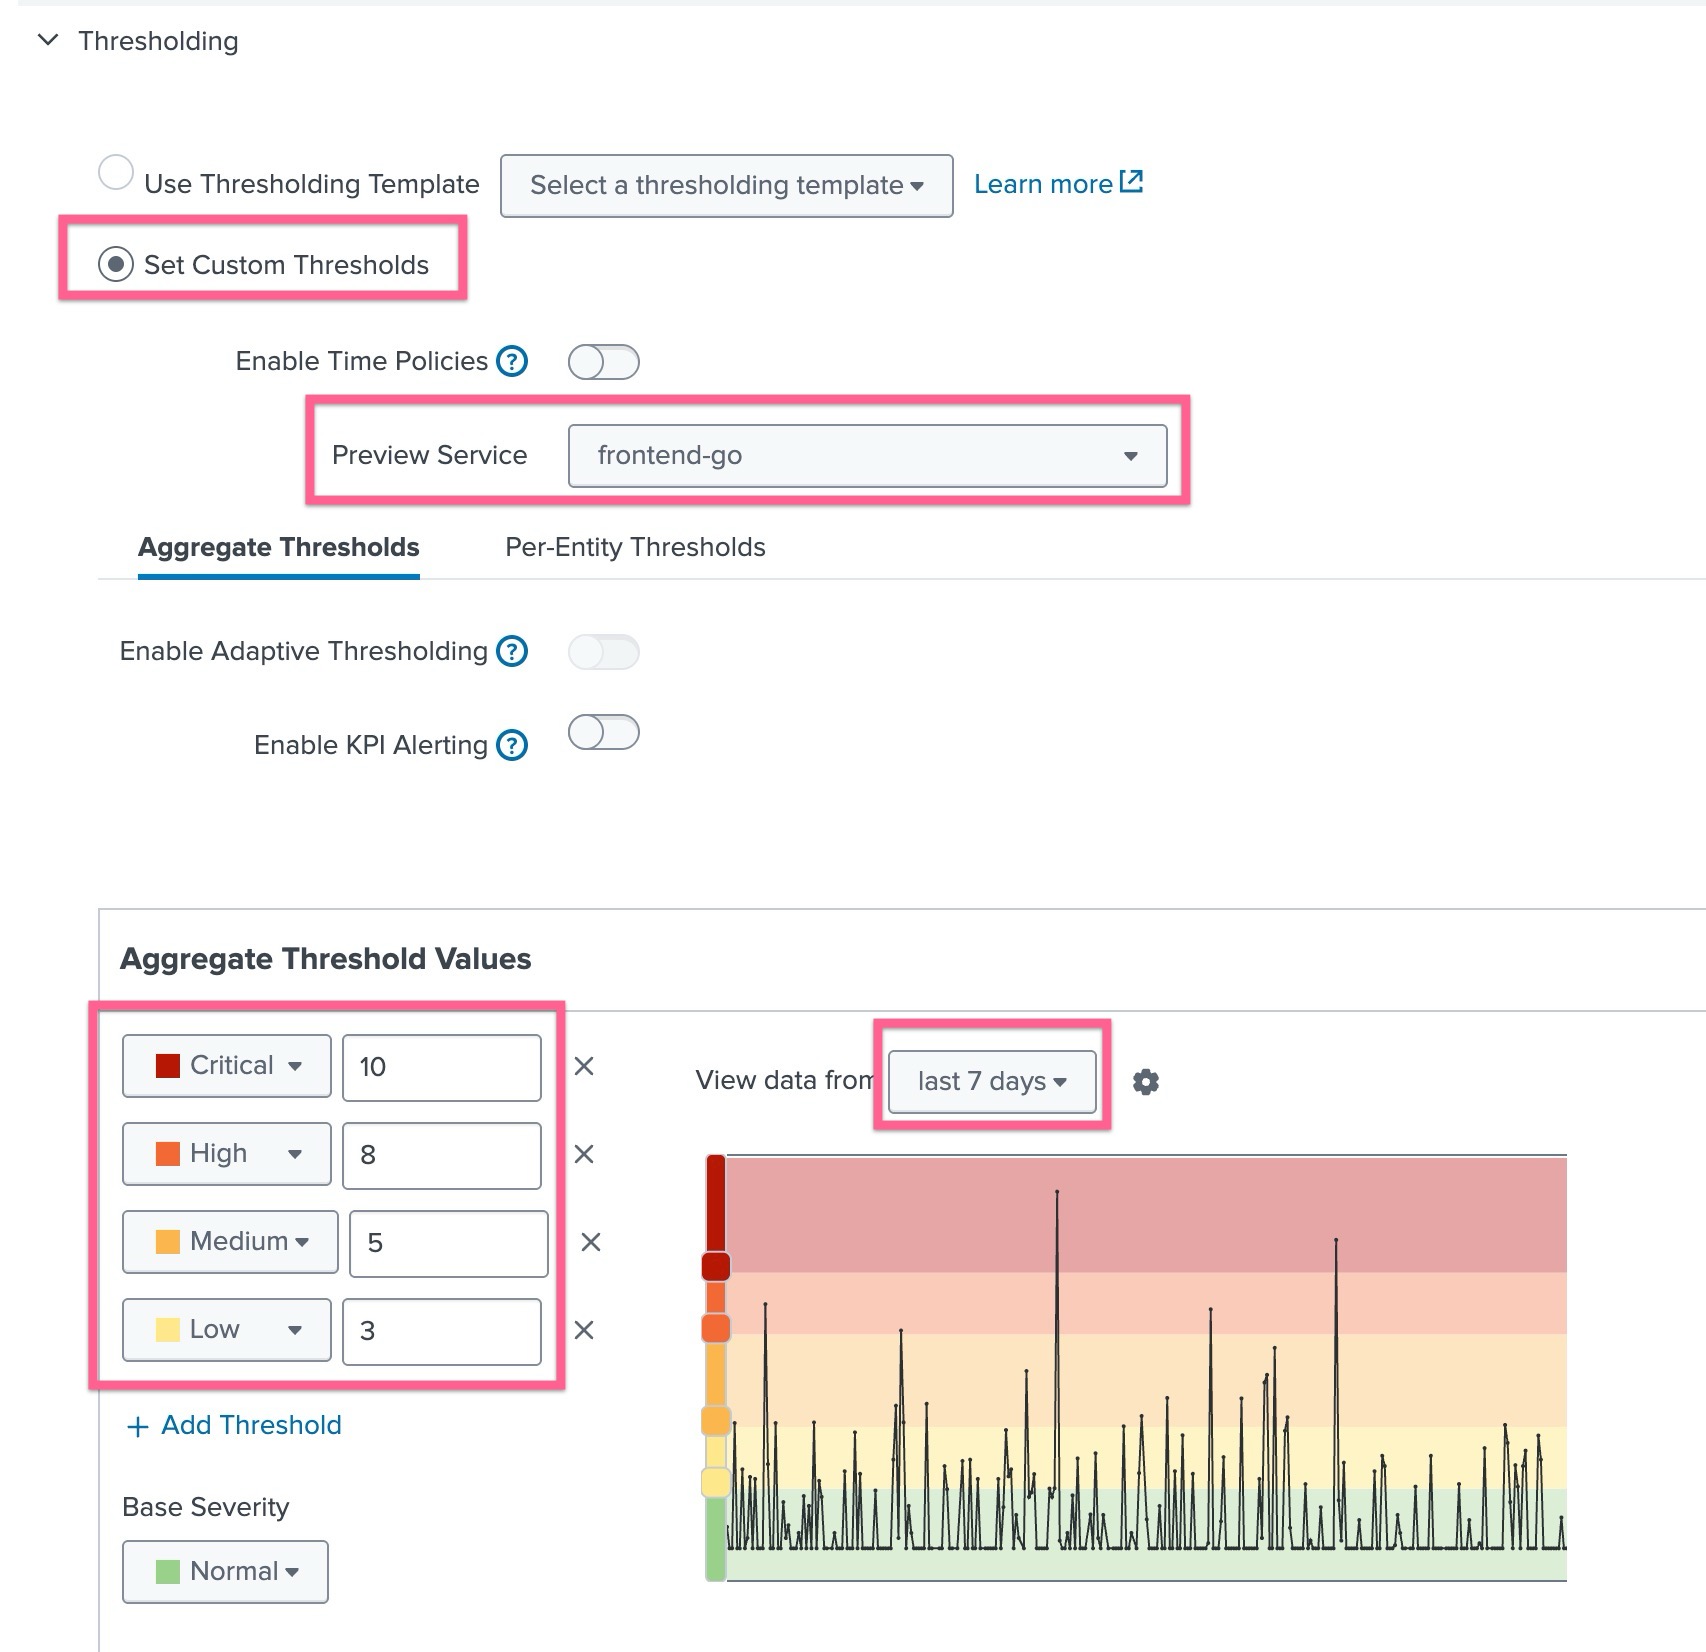 Thresholding
Use Thresholding Template Select a thresholding template Learn more
Set Custom Thresholds
Enable Time Policies ?
Preview Service frontend-go
Aggregate Thresholds Per-Entity Thresholds
Enable Adaptive Thresholding ?
Enable KPI Alerting ?
Aggregate Threshold Values
Critical 10
View data from last 7 days
High 8
Medium 5
Low 3
+ Add Threshold
Base Severity
Normal